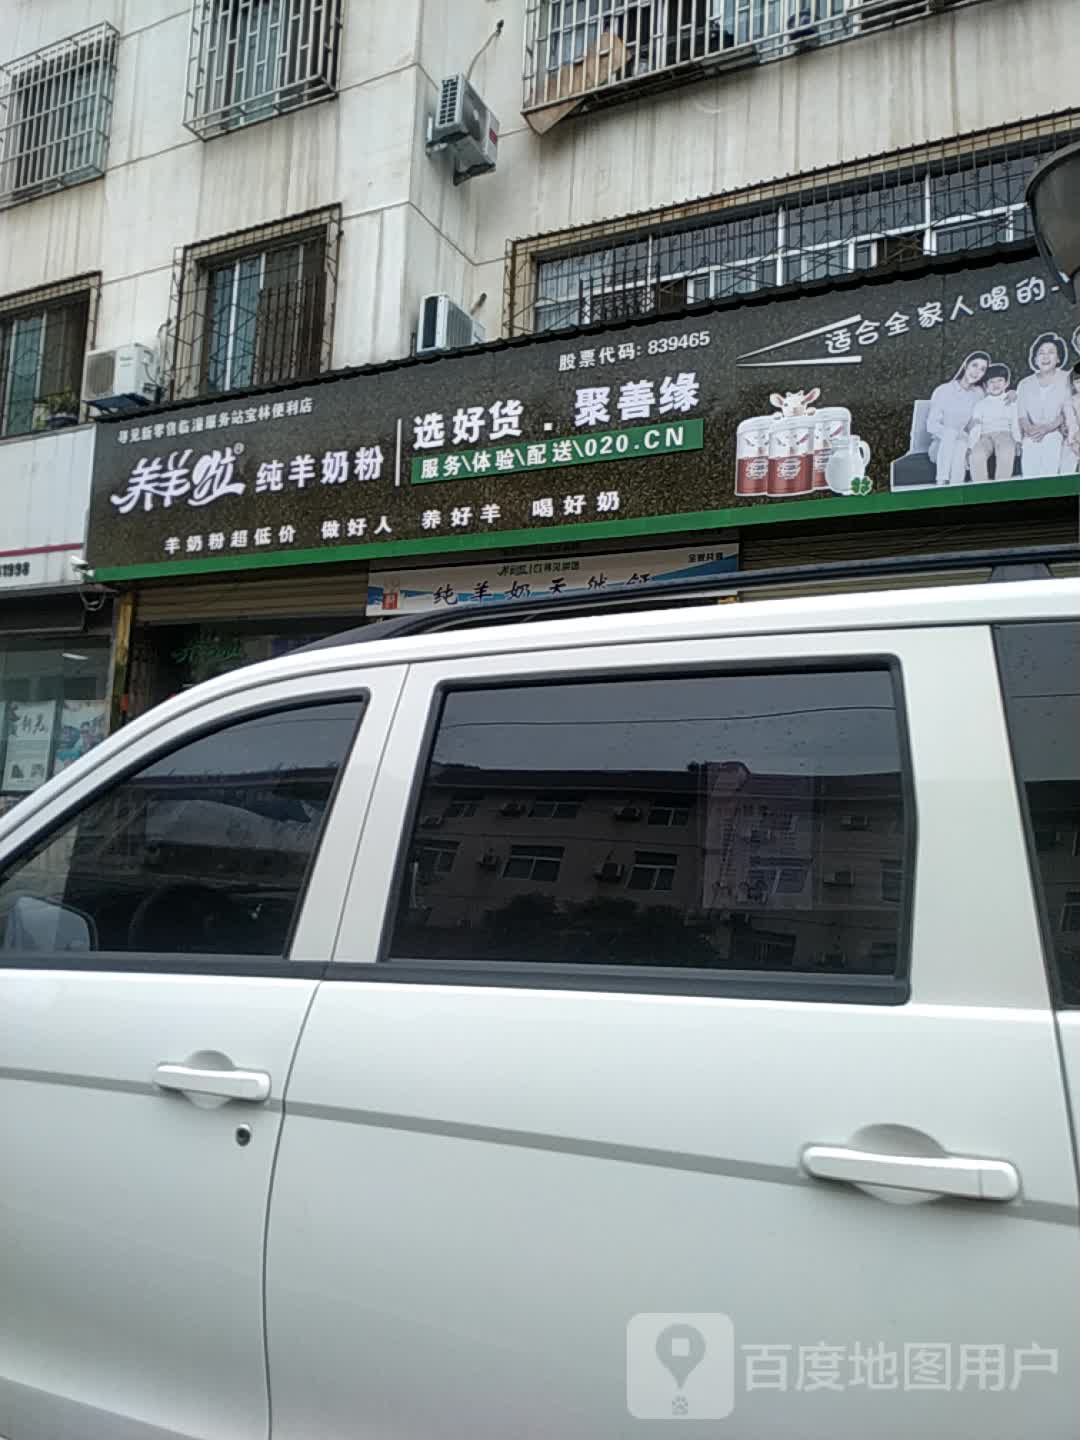 股票代码: 839465
适合全家人喝的
寻见新零售临潼服务站宝林便利店
养羊啦® 纯羊奶粉
选好货 . 聚善缘
服务\体验\配送\020.CN
羊奶粉超低价 做好人 养好羊 喝好奶
1998
纯羊奶天然
百度地图用户